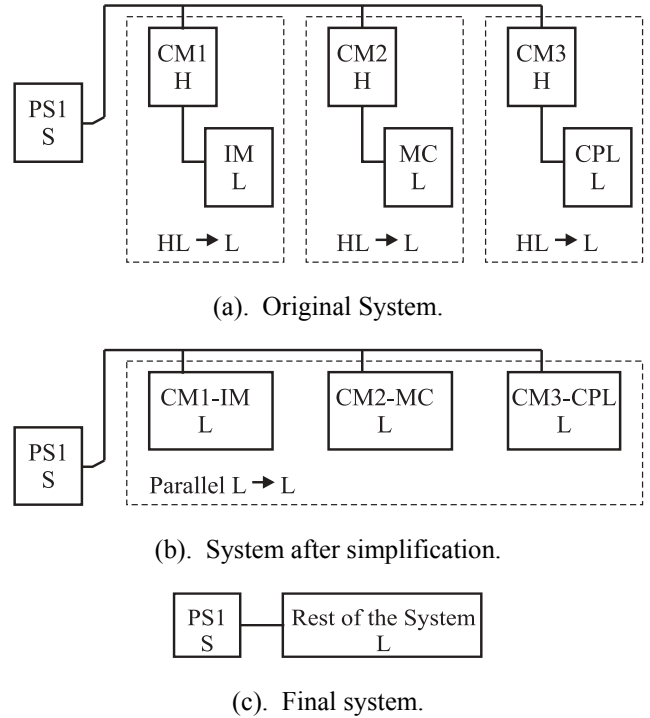 CM1
H
CM2
H
CM3
H
PS1
S
IM
L
MC
L
CPL
L
HL → L
HL → L
HL → L
(a). Original System.
CM1-IM
L
CM2-MC
L
CM3-CPL
L
PS1
S
Parallel L → L
(b). System after simplification.
PS1
S
Rest of the System
L
(c). Final system.